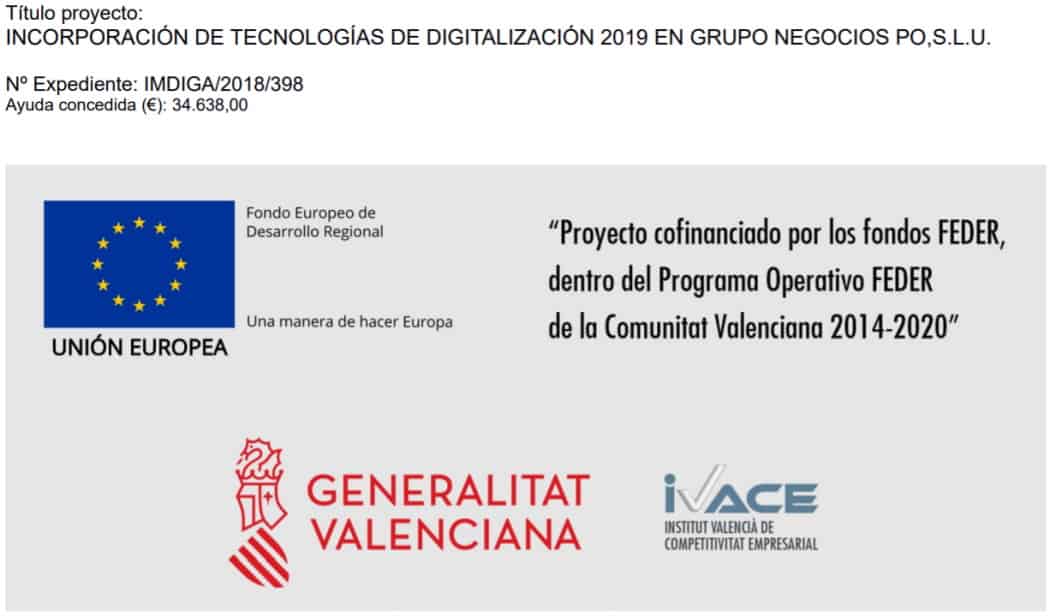 Título proyecto:
INCORPORACIÓN DE TECNOLOGÍAS DE DIGITALIZACIÓN 2019 EN GRUPO NEGOCIOS PO,S.L.U.
Nº Expediente: IMDIGA/2018/398
Ayuda concedida (€): 34.638,00
Fondo Europeo de
Desarrollo Regional
Una manera de hacer Europa
UNIÓN EUROPEA
“Proyecto cofinanciado por los fondos FEDER,
dentro del Programa Operativo FEDER
de la Comunitat Valenciana 2014-2020”
GENERALITAT
VALENCIANA
iVACE
INSTITUT VALENCIÀ DE
COMPETITIVITAT EMPRESARIAL